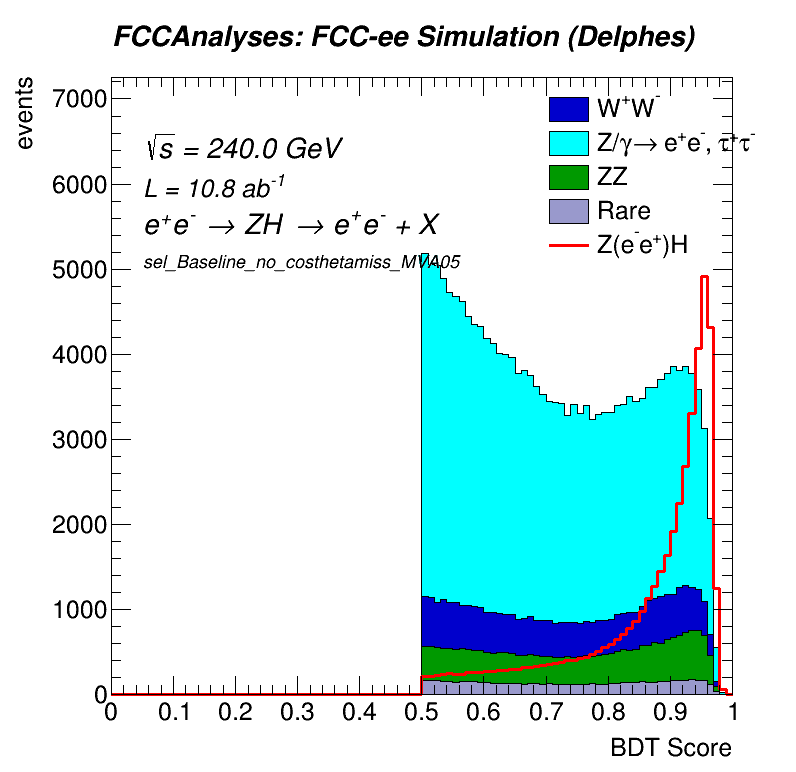 FCCAnalyses: FCC-ee Simulation (Delphes)
events
7000
6000
5000
4000
3000
2000
1000
0
√s = 240.0 GeV
L = 10.8 ab⁻¹
e⁺e⁻ → ZH → e⁺e⁻ + X
sel_Baseline_no_costhetamiss_MVA05
W⁺W⁻
Z/γ→ e⁺e⁻, τ⁺τ⁻
ZZ
Rare
Z(e⁻e⁺)H
0 0.1 0.2 0.3 0.4 0.5 0.6 0.7 0.8 0.9 1
BDT Score